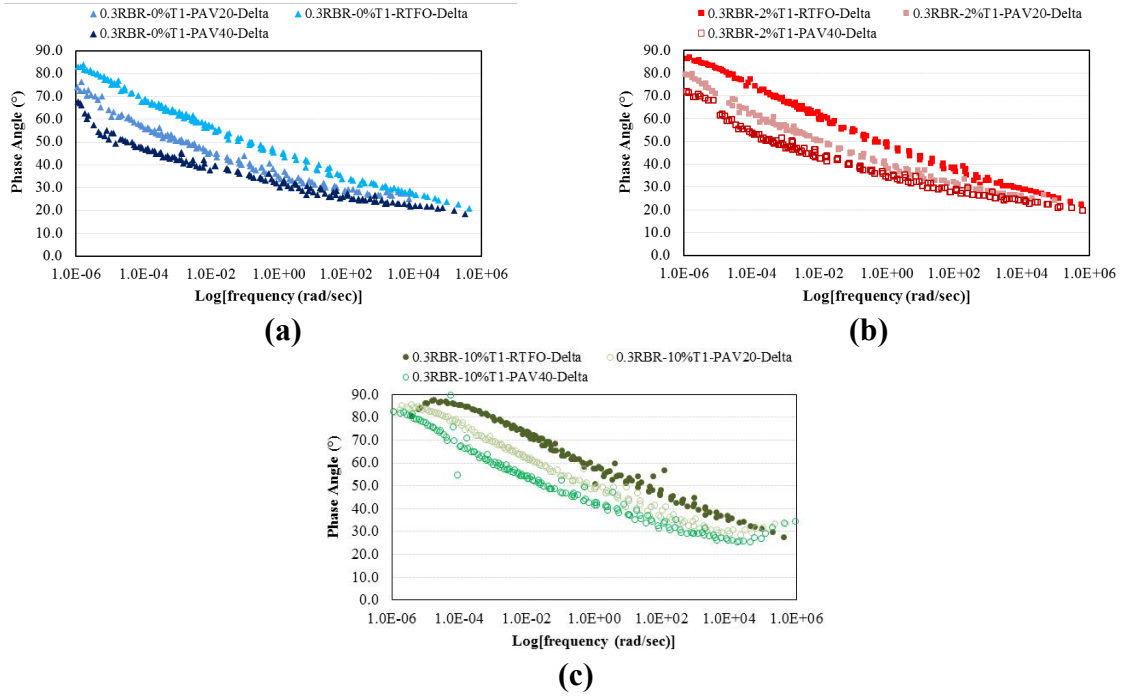 0.3RBR-0%T1-PAV20-Delta 0.3RBR-0%T1-RTFO-Delta
0.3RBR-0%T1-PAV40-Delta
90.0
80.0
70.0
60.0
50.0
40.0
30.0
20.0
10.0
0.0
Phase Angle (°)
1.0E-06 1.0E-04 1.0E-02 1.0E+00 1.0E+02 1.0E+04 1.0E+06
Log[frequency (rad/sec)]
(a)
0.3RBR-2%T1-RTFO-Delta 0.3RBR-2%T1-PAV20-Delta
0.3RBR-2%T1-PAV40-Delta
90.0
80.0
70.0
60.0
50.0
40.0
30.0
20.0
10.0
0.0
Phase Angle (°)
1.0E-06 1.0E-04 1.0E-02 1.0E+00 1.0E+02 1.0E+04 1.0E+06
Log[frequency (rad/sec)]
(b)
0.3RBR-10%T1-RTFO-Delta 0.3RBR-10%T1-PAV20-Delta
0.3RBR-10%T1-PAV40-Delta
90.0
80.0
70.0
60.0
50.0
40.0
30.0
20.0
10.0
0.0
Phase Angle (°)
1.0E-06 1.0E-04 1.0E-02 1.0E+00 1.0E+02 1.0E+04 1.0E+06
Log[frequency (rad/sec)]
(c)